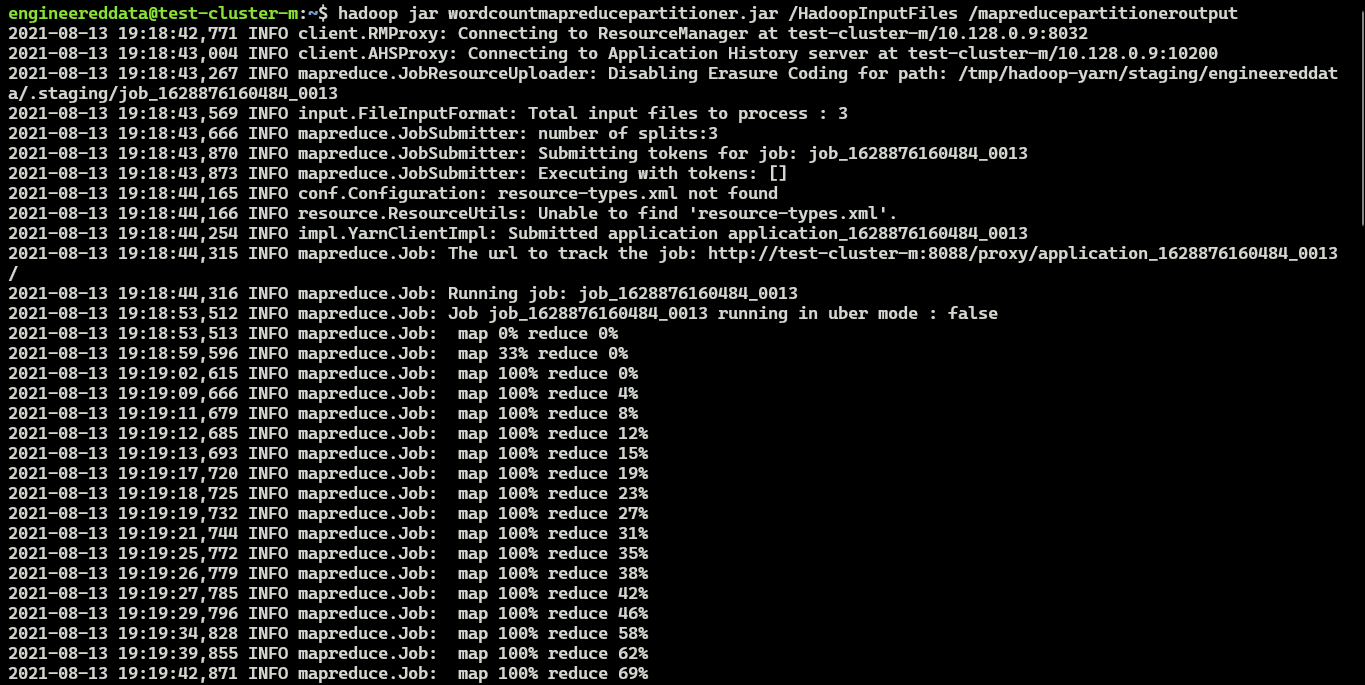 engineereddata@test-cluster-m:~$ hadoop jar wordcountmapreducepartitioner.jar /HadoopInputFiles /mapreducepartitioneroutput
2021-08-13 19:18:42,771 INFO client.RMProxy: Connecting to ResourceManager at test-cluster-m/10.128.0.9:8032
2021-08-13 19:18:43,004 INFO client.AHSProxy: Connecting to Application History server at test-cluster-m/10.128.0.9:10200
2021-08-13 19:18:43,267 INFO mapreduce.JobResourceUploader: Disabling Erasure Coding for path: /tmp/hadoop-yarn/staging/engineereddat
a/.staging/job_1628876160484_0013
2021-08-13 19:18:43,569 INFO input.FileInputFormat: Total input files to process : 3
2021-08-13 19:18:43,666 INFO mapreduce.JobSubmitter: number of splits:3
2021-08-13 19:18:43,870 INFO mapreduce.JobSubmitter: Submitting tokens for job: job_1628876160484_0013
2021-08-13 19:18:43,873 INFO mapreduce.JobSubmitter: Executing with tokens: []
2021-08-13 19:18:44,165 INFO conf.Configuration: resource-types.xml not found
2021-08-13 19:18:44,166 INFO resource.ResourceUtils: Unable to find 'resource-types.xml'.
2021-08-13 19:18:44,254 INFO impl.YarnClientImpl: Submitted application application_1628876160484_0013
2021-08-13 19:18:44,315 INFO mapreduce.Job: The url to track the job: http://test-cluster-m:8088/proxy/application_1628876160484_0013
/
2021-08-13 19:18:44,316 INFO mapreduce.Job: Running job: job_1628876160484_0013
2021-08-13 19:18:53,512 INFO mapreduce.Job: Job job_1628876160484_0013 running in uber mode : false
2021-08-13 19:18:53,513 INFO mapreduce.Job:  map 0% reduce 0%
2021-08-13 19:18:59,596 INFO mapreduce.Job:  map 33% reduce 0%
2021-08-13 19:19:02,615 INFO mapreduce.Job:  map 100% reduce 0%
2021-08-13 19:19:09,666 INFO mapreduce.Job:  map 100% reduce 4%
2021-08-13 19:19:11,679 INFO mapreduce.Job:  map 100% reduce 8%
2021-08-13 19:19:12,685 INFO mapreduce.Job:  map 100% reduce 12%
2021-08-13 19:19:13,693 INFO mapreduce.Job:  map 100% reduce 15%
2021-08-13 19:19:17,720 INFO mapreduce.Job:  map 100% reduce 19%
2021-08-13 19:19:18,725 INFO mapreduce.Job:  map 100% reduce 23%
2021-08-13 19:19:19,732 INFO mapreduce.Job:  map 100% reduce 27%
2021-08-13 19:19:21,744 INFO mapreduce.Job:  map 100% reduce 31%
2021-08-13 19:19:25,772 INFO mapreduce.Job:  map 100% reduce 35%
2021-08-13 19:19:26,779 INFO mapreduce.Job:  map 100% reduce 38%
2021-08-13 19:19:27,785 INFO mapreduce.Job:  map 100% reduce 42%
2021-08-13 19:19:29,796 INFO mapreduce.Job:  map 100% reduce 46%
2021-08-13 19:19:34,828 INFO mapreduce.Job:  map 100% reduce 58%
2021-08-13 19:19:39,855 INFO mapreduce.Job:  map 100% reduce 62%
2021-08-13 19:19:42,871 INFO mapreduce.Job:  map 100% reduce 69%